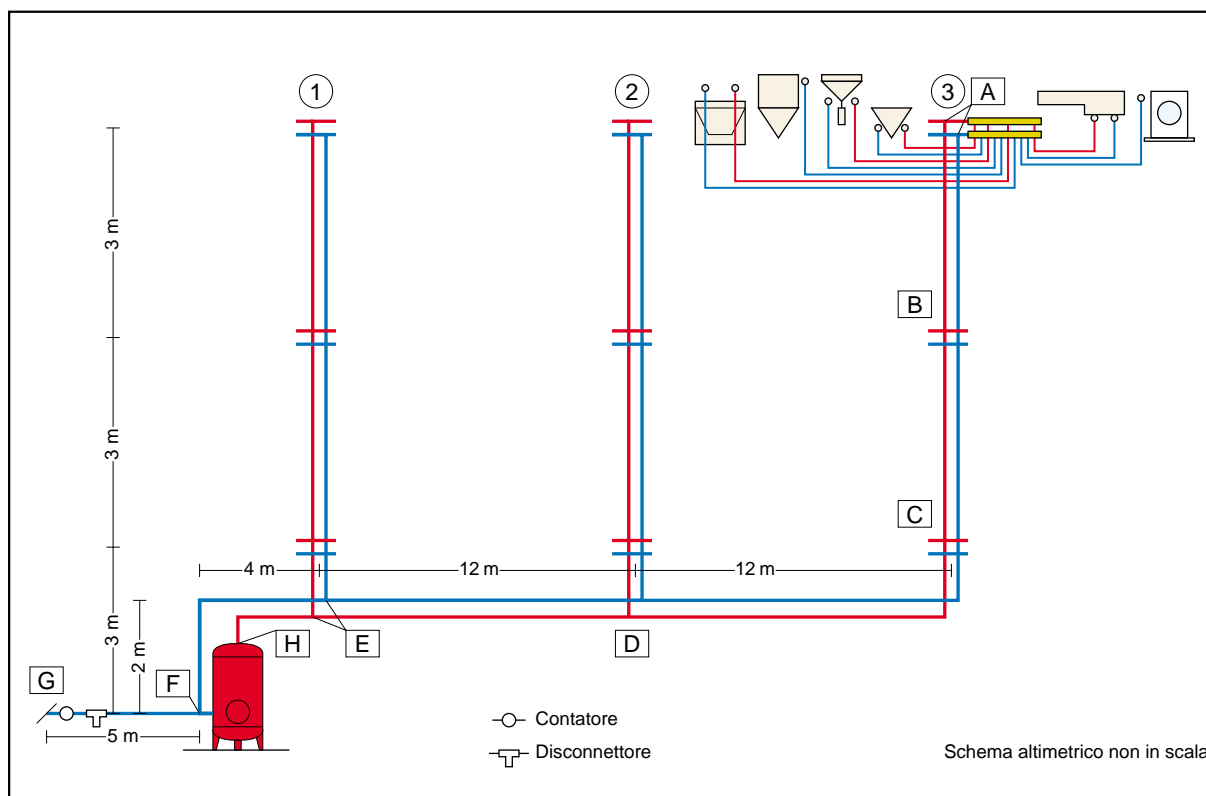 1
2
3
A
3 m
B
3 m
C
4 m
12 m
12 m
3 m
2 m
H
E
D
G
F
5 m
Contatore
Disconnettore
Schema altimetrico non in scala